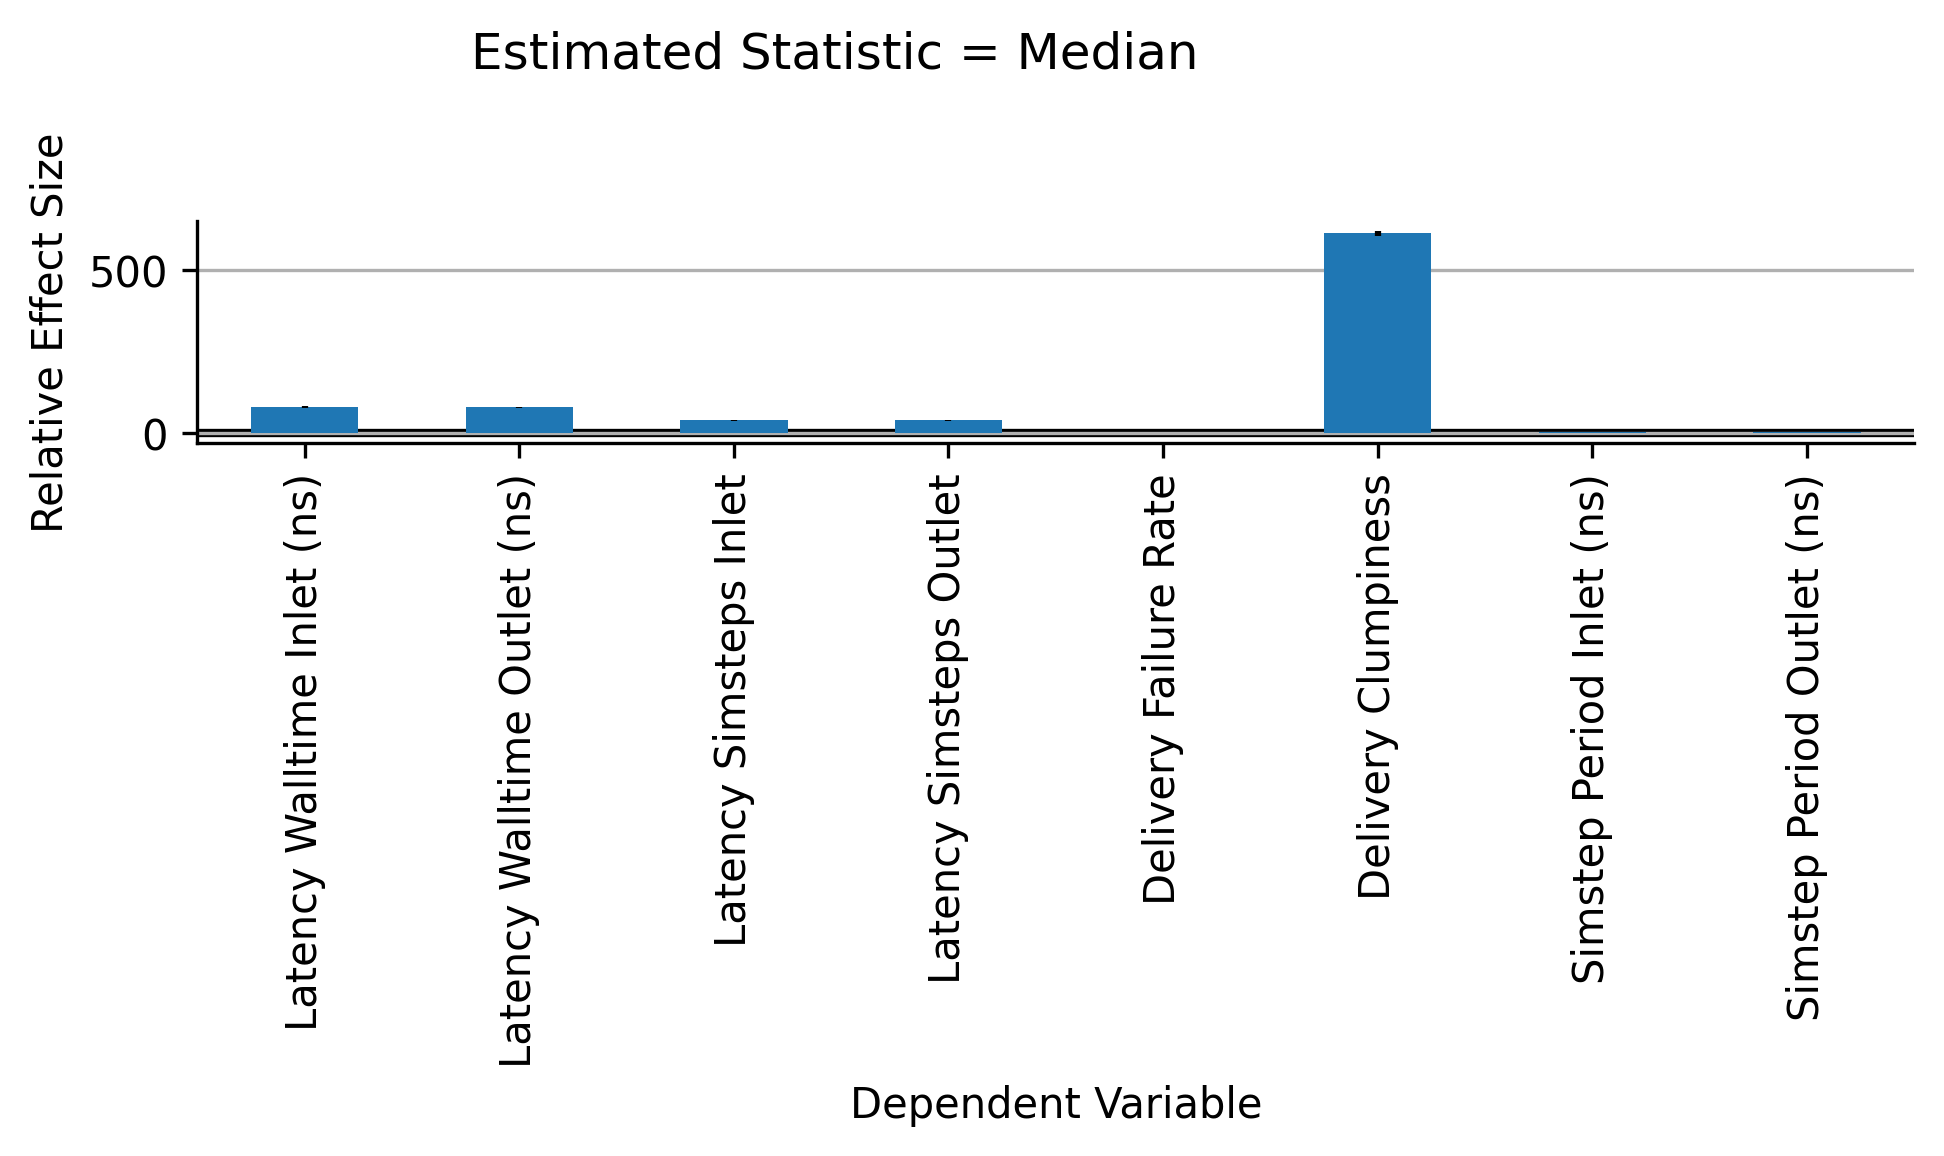 Estimated Statistic = Median
Relative Effect Size
500
0
Latency Walltime Inlet (ns)
Latency Walltime Outlet (ns)
Latency Simsteps Inlet
Latency Simsteps Outlet
Delivery Failure Rate
Delivery Clumpiness
Simstep Period Inlet (ns)
Simstep Period Outlet (ns)
Dependent Variable